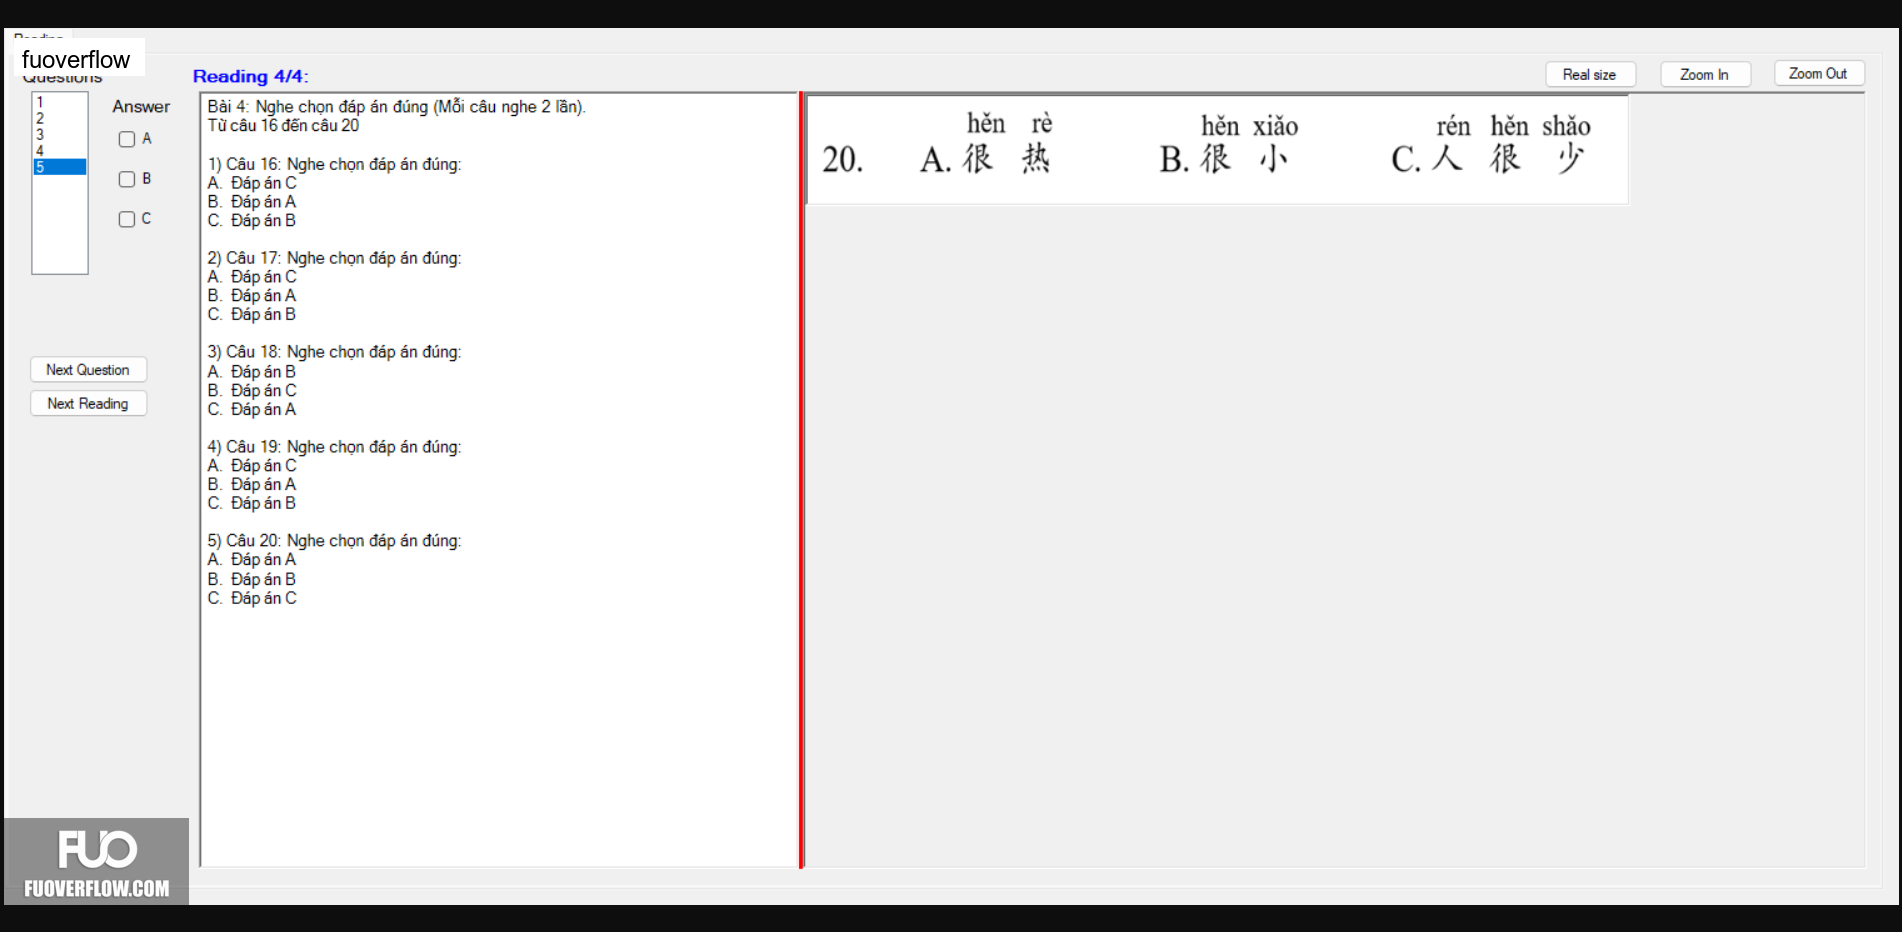 fuoverflow
Questions
1
2
3
4
5
Answer
A
B
C
Next Question
Next Reading
Reading 4/4:
Real size
Zoom In
Zoom Out
Bài 4: Nghe chọn đáp án đúng (Mỗi câu nghe 2 lần).
Từ câu 16 đến câu 20
1) Câu 16: Nghe chọn đáp án đúng:
A. Đáp án C
B. Đáp án A
C. Đáp án B
2) Câu 17: Nghe chọn đáp án đúng:
A. Đáp án C
B. Đáp án A
C. Đáp án B
3) Câu 18: Nghe chọn đáp án đúng:
A. Đáp án B
B. Đáp án C
C. Đáp án A
4) Câu 19: Nghe chọn đáp án đúng:
A. Đáp án C
B. Đáp án A
C. Đáp án B
5) Câu 20: Nghe chọn đáp án đúng:
A. Đáp án A
B. Đáp án B
C. Đáp án C
hěn rè hěn xiǎo rén hěn shǎo
20. A. 很 热 B. 很 小 C. 人 很 少
FUO
FUOVERFLOW.COM